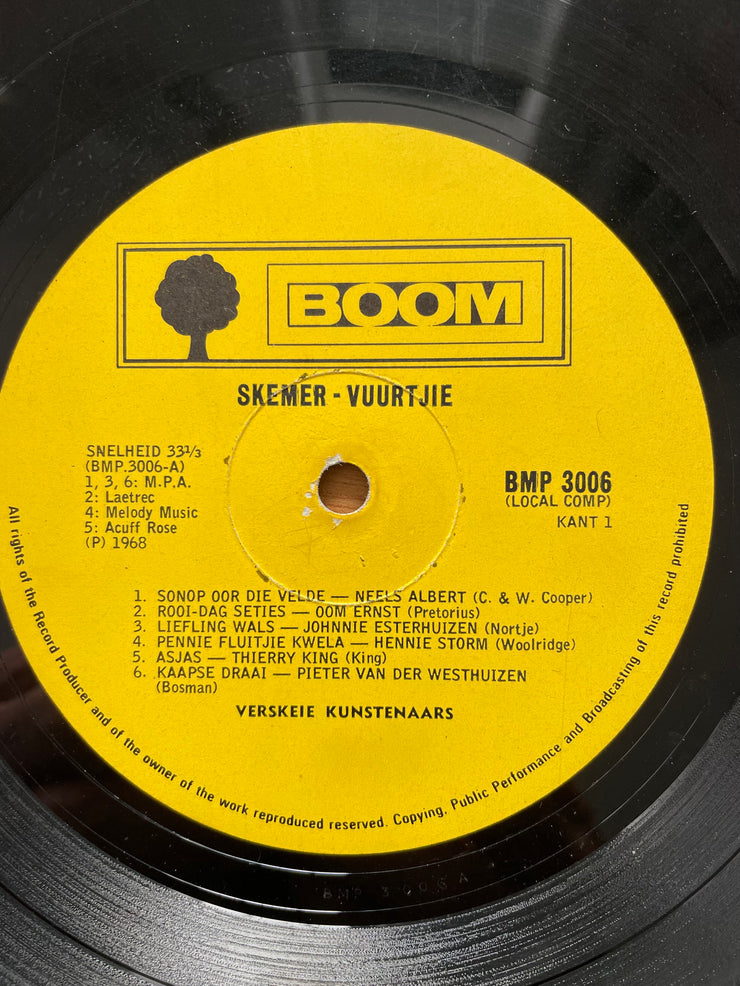 BOOM
SKEMER - VUURTJIE
SNELHEID 33⅓
(BMP.3006-A)
1, 3, 6: M.P.A.
2: Laetrec
4: Melody Music
5: Acuff Rose
(P) 1968
BMP 3006
(LOCAL COMP)
KANT 1
1. SONOP OOR DIE VELDE — NEELS ALBERT (C. & W. Cooper)
2. ROOI-DAG SETIES — OOM ERNST (Pretorius)
3. LIEFLING WALS — JOHNNIE ESTERHUIZEN (Nortje)
4. PENNIE FLUITJIE KWELA — HENNIE STORM (Woolridge)
5. ASJAS — THIERRY KING (King)
6. KAAPSE DRAAI — PIETER VAN DER WESTHUIZEN
(Bosman)
VERSKEIE KUNSTENAARS
All rights of the Record Producer and of the owner of the work reproduced reserved. Copying, Public Performance and Broadcasting of this record prohibited
BMP 3006 A